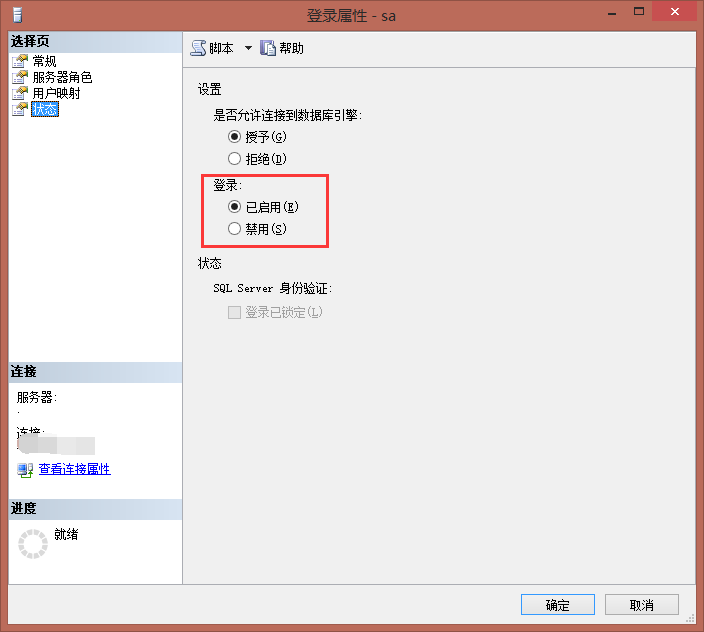 登录属性 - sa
选择页
常规
服务器角色
用户映射
状态
脚本 帮助
设置
是否允许连接到数据库引擎:
授予(G)
拒绝(D)
登录:
已启用(E)
禁用(S)
状态
SQL Server 身份验证:
登录已锁定(L)
连接
服务器:
.
连接:
查看连接属性
进度
就绪
确定 取消